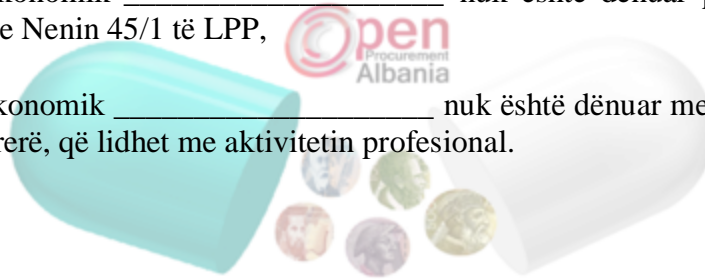 konomik ____________________ nuk është dënuar p
e Nenin 45/1 të LPP,
Open
Procurement
Albania
konomik ____________________ nuk është dënuar me
rerë, që lidhet me aktivitetin profesional.